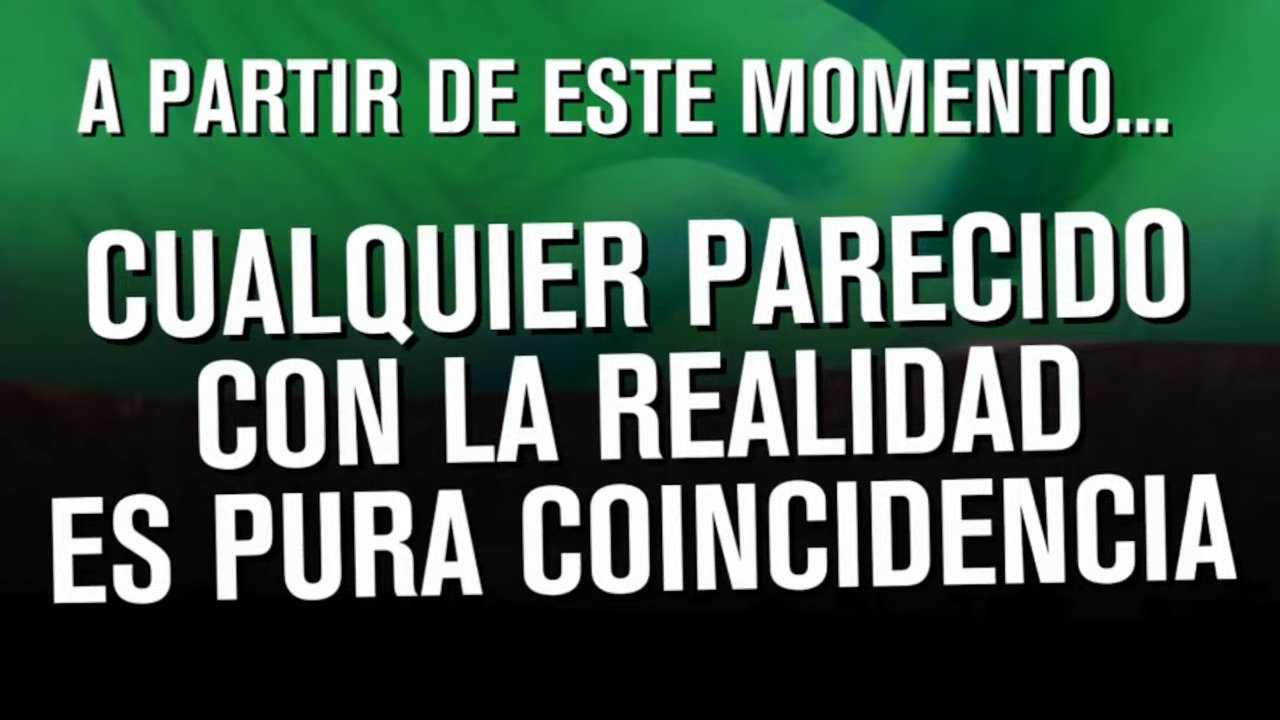 A PARTIR DE ESTE MOMENTO...
CUALQUIER PARECIDO
CON LA REALIDAD
ES PURA COINCIDENCIA